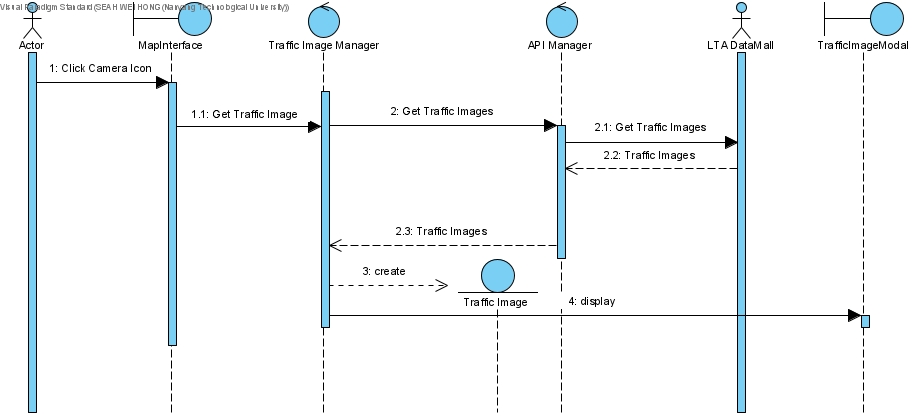 Visual Paradigm Standard (SEAH WEI HONG (Nanyang Technological University))
Actor
MapInterface
Traffic Image Manager
API Manager
LTA DataMall
TrafficImageModal
1: Click Camera Icon
1.1: Get Traffic Image
2: Get Traffic Images
2.1: Get Traffic Images
2.2: Traffic Images
2.3: Traffic Images
3: create
Traffic Image
4: display